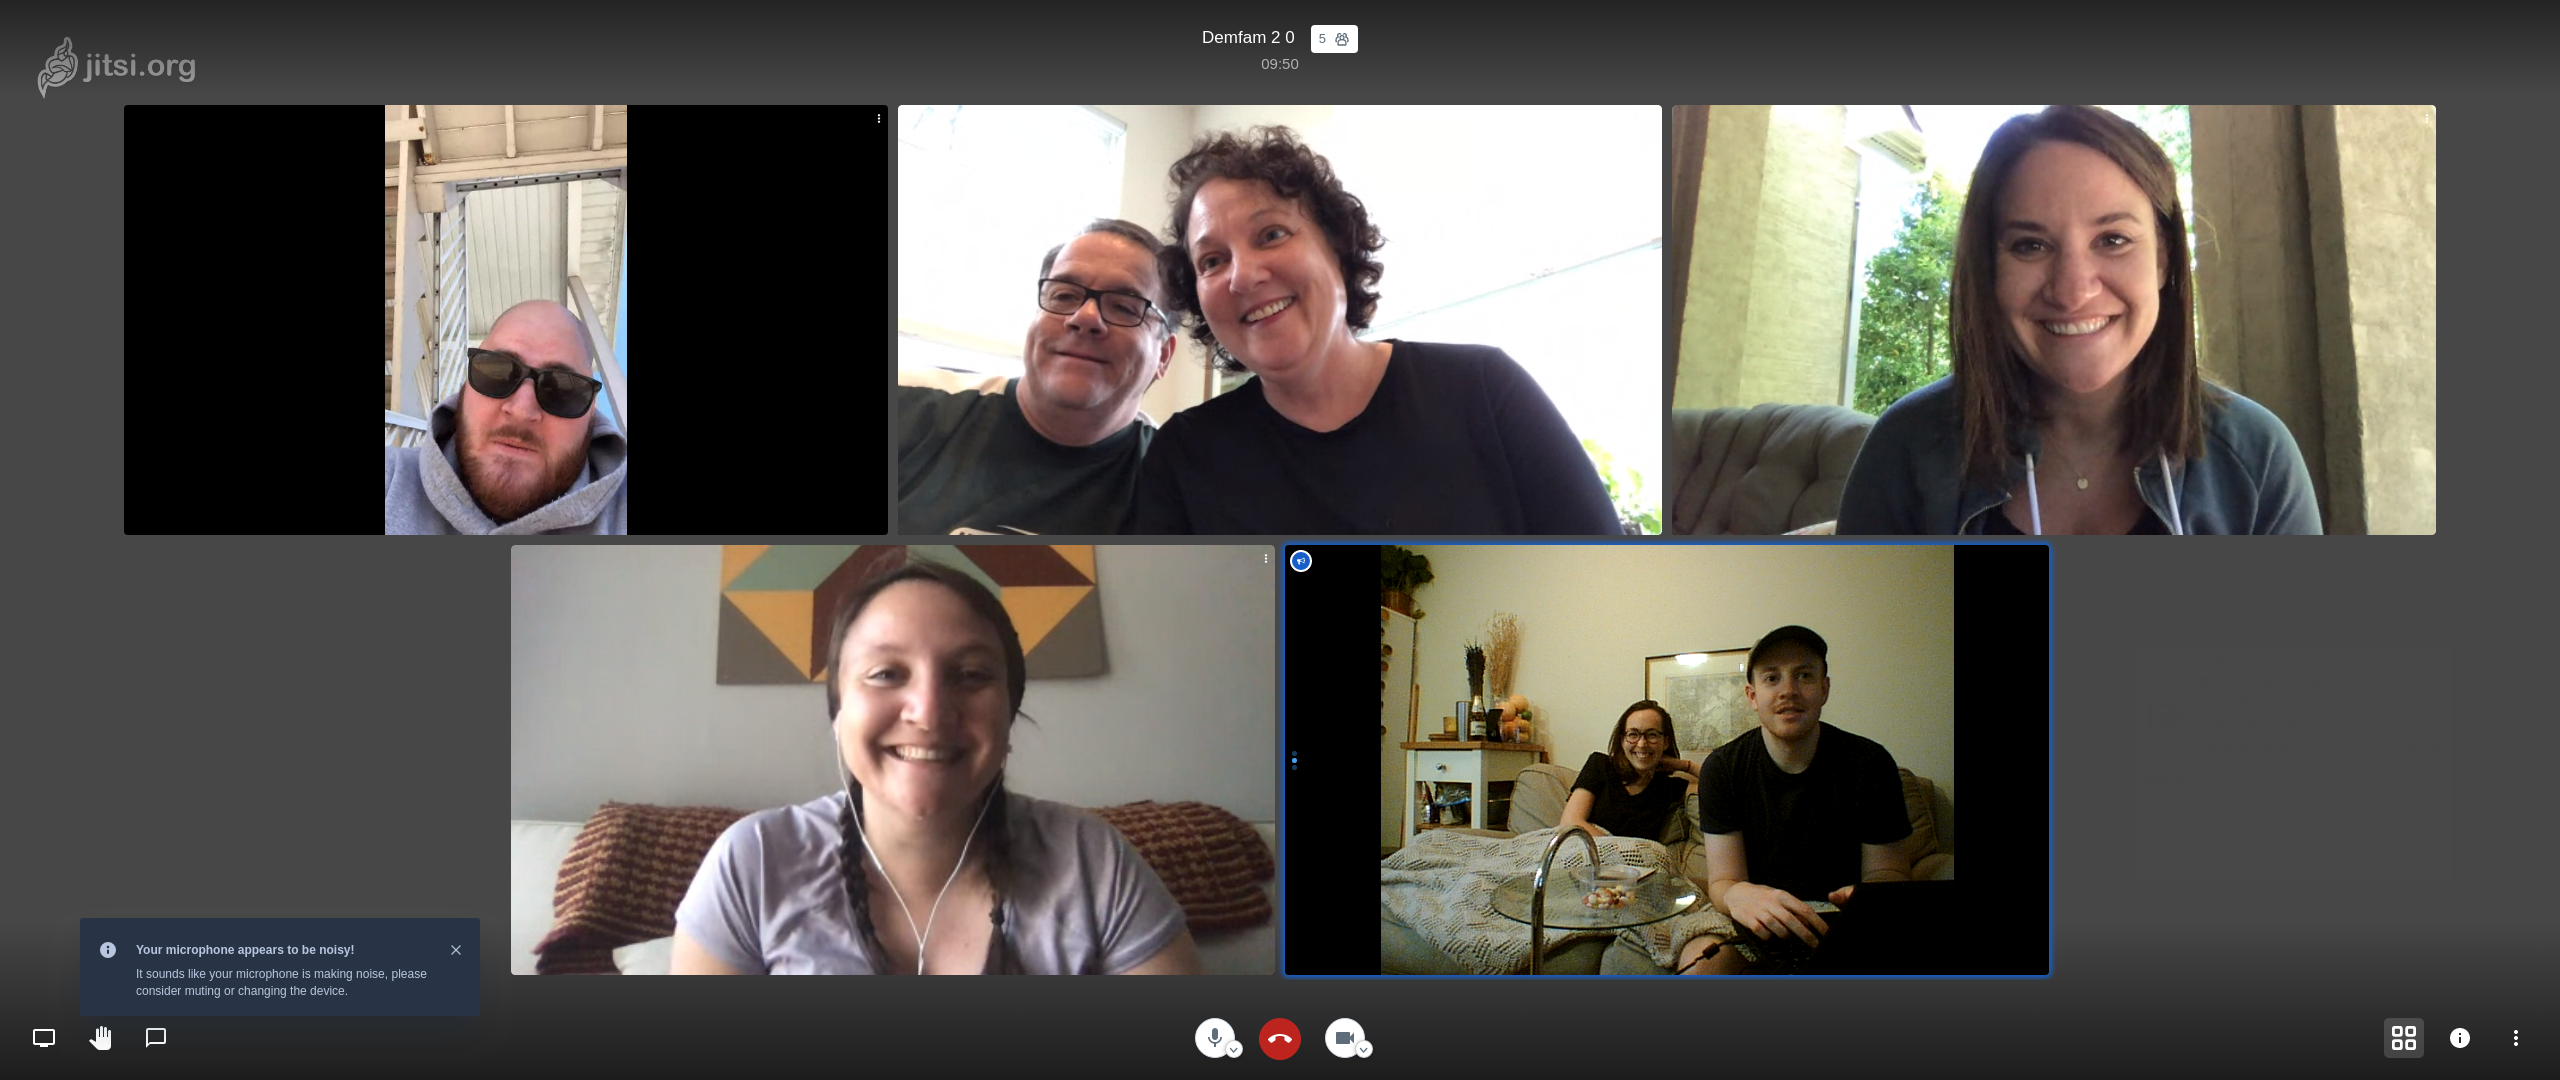 jitsi.org
Demfam 2 0
5
09:50
Your microphone appears to be noisy!
It sounds like your microphone is making noise, please
consider muting or changing the device.